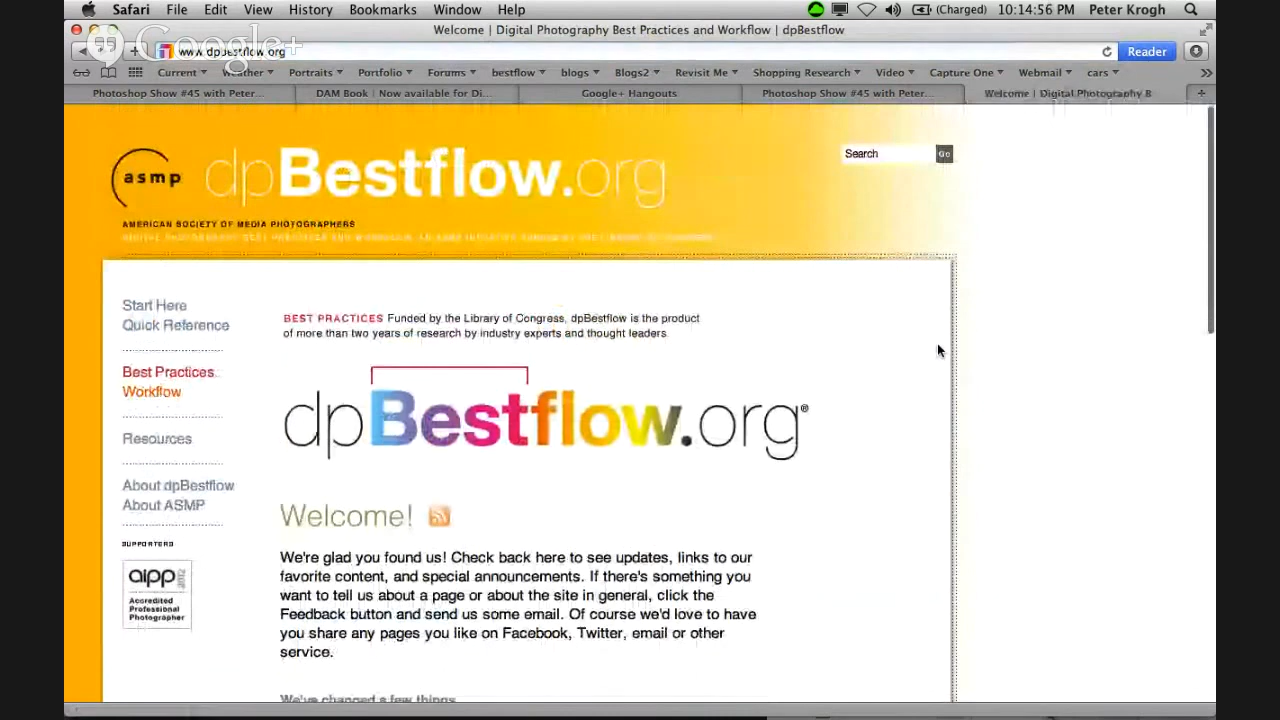 Safari File Edit View History Bookmarks Window Help (Charged) 10:14:56 PM Peter Krogh
Welcome | Digital Photography Best Practices and Workflow | dpBestflow
Google+
www.dpbestflow.org Reader
Current Weather Portraits Portfolio Forums bestflow blogs Blogs2 Revisit Me Shopping Research Video Capture One Webmail cars
Photoshop Show #45 with Peter... DAM Book | Now available for Di... Google+ Hangouts Photoshop Show #45 with Peter... Welcome | Digital Photography B
asmp dpBestflow.org
Search Go
AMERICAN SOCIETY OF MEDIA PHOTOGRAPHERS
Start Here
Quick Reference
Best Practices
Workflow
Resources
About dpBestflow
About ASMP
SUPPORTERS
aipp
Accredited
Professional
Photographer
BEST PRACTICES Funded by the Library of Congress, dpBestflow is the product
of more than two years of research by industry experts and thought leaders.
dpBestflow.org®
Welcome!
We're glad you found us! Check back here to see updates, links to our
favorite content, and special announcements. If there's something you
want to tell us about a page or about the site in general, click the
Feedback button and send us some email. Of course we'd love to have
you share any pages you like on Facebook, Twitter, email or other
service.
We've changed a few things